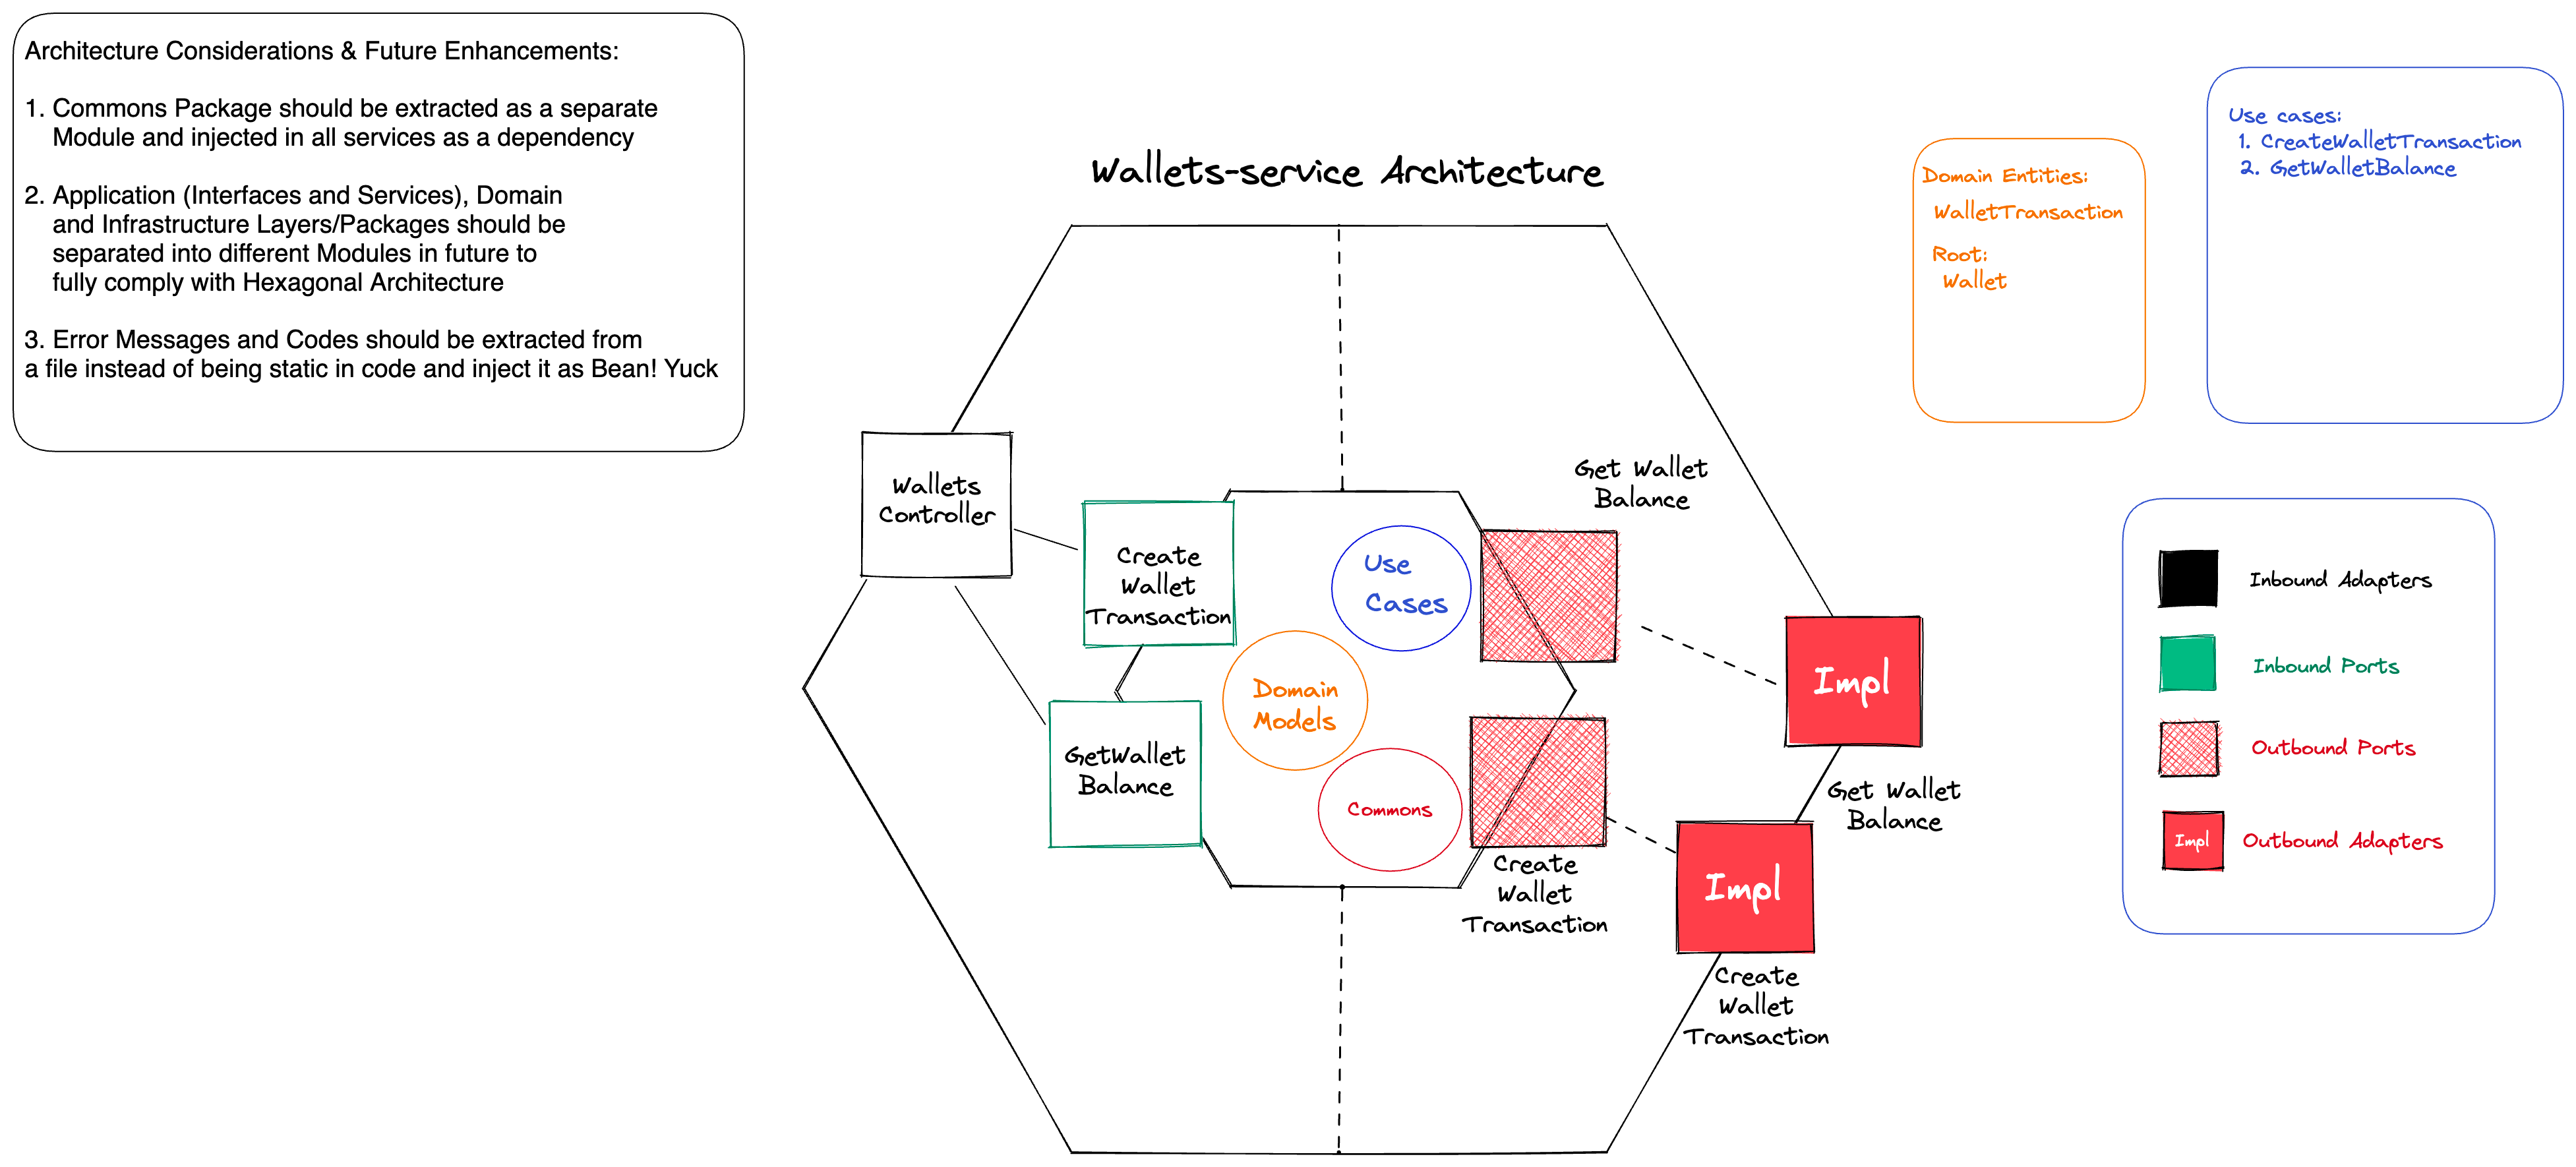 Architecture Considerations & Future Enhancements:
1. Commons Package should be extracted as a separate
Module and injected in all services as a dependency
2. Application (Interfaces and Services), Domain
and Infrastructure Layers/Packages should be
separated into different Modules in future to
fully comply with Hexagonal Architecture
3. Error Messages and Codes should be extracted from
a file instead of being static in code and inject it as Bean! Yuck
Wallets-service Architecture
Wallets
Controller
Create
Wallet
Transaction
GetWallet
Balance
Use
Cases
Domain
Models
Commons
Get Wallet
Balance
Create
Wallet
Transaction
Impl
Get Wallet
Balance
Impl
Create
Wallet
Transaction
Domain Entities:
WalletTransaction
Root:
Wallet
Use cases:
1. CreateWalletTransaction
2. GetWalletBalance
Inbound Adapters
Inbound Ports
Outbound Ports
Impl
Outbound Adapters